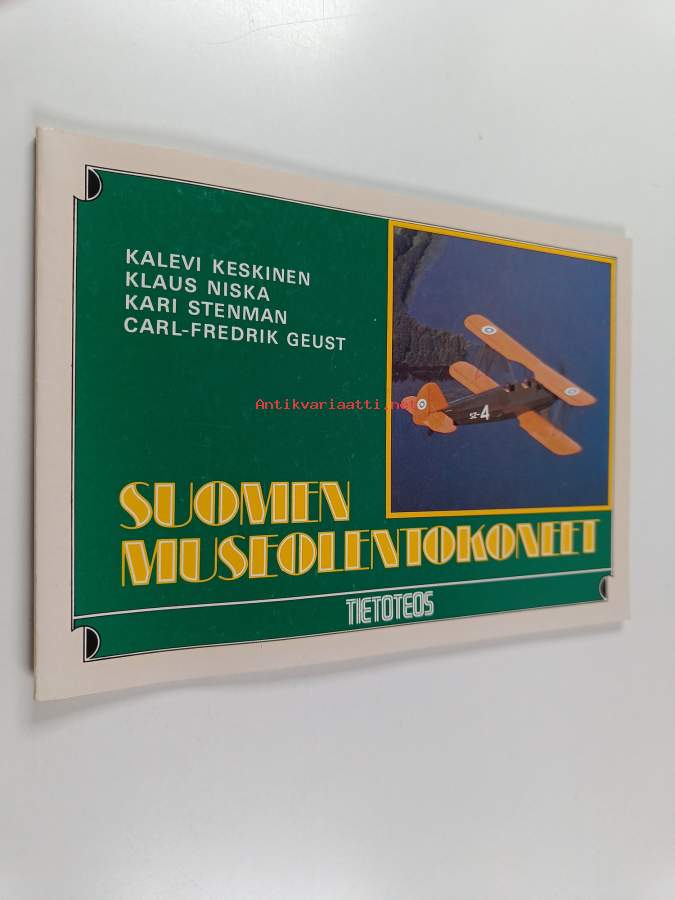 KALEVI KESKINEN
KLAUS NISKA
KARI STENMAN
CARL-FREDRIK GEUST
Antikvariaatti.net
SZ-4
SUOMEN
MUSEOLENTOKONEET
TIETOTEOS